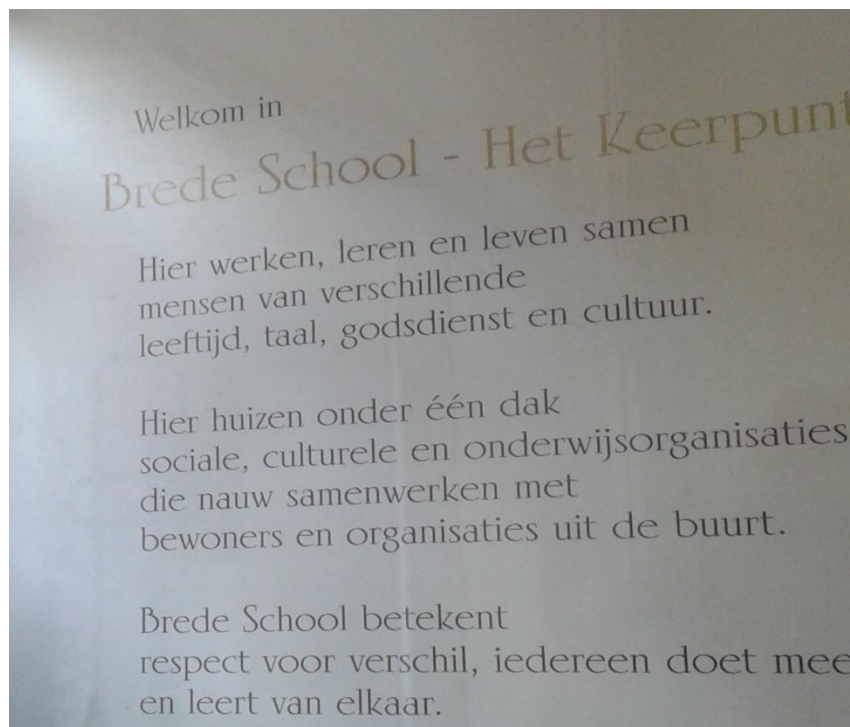 Welkom in
Brede School - Het Keerpunt
Hier werken, leren en leven samen
mensen van verschillende
leeftijd, taal, godsdienst en cultuur.
Hier huizen onder één dak
sociale, culturele en onderwijsorganisaties
die nauw samenwerken met
bewoners en organisaties uit de buurt.
Brede School betekent
respect voor verschil, iedereen doet mee
en leert van elkaar.